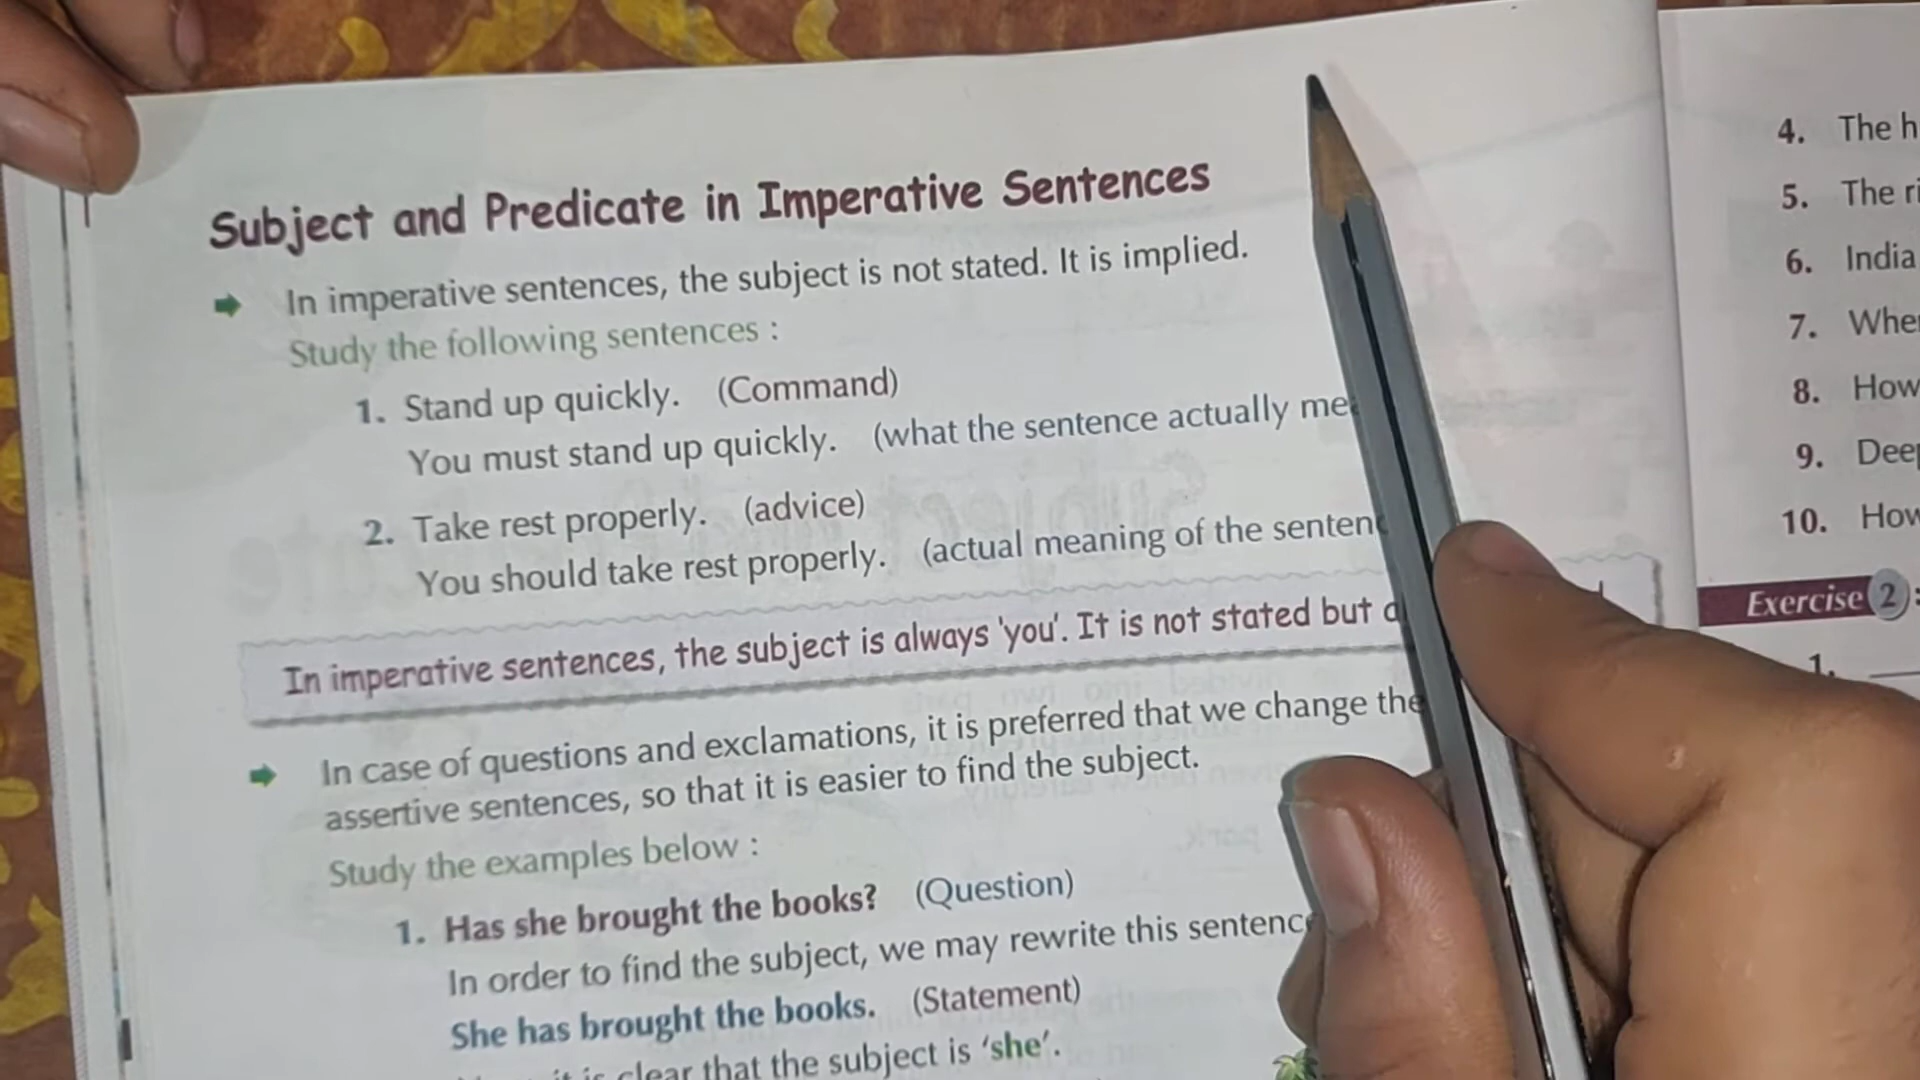 Subject and Predicate in Imperative Sentences
In imperative sentences, the subject is not stated. It is implied.
Study the following sentences :
1. Stand up quickly. (Command)
You must stand up quickly. (what the sentence actually
2. Take rest properly. (advice)
You should take rest properly. (actual meaning of the
In imperative sentences, the subject is always 'you'. It is not stated but
In case of questions and exclamations, it is preferred that we change the
assertive sentences, so that it is easier to find the subject.
Study the examples below :
1. Has she brought the books? (Question)
In order to find the subject, we may rewrite this
She has brought the books. (Statement)
clear that the subject is 'she'.
4. The
5. The
6. India
7.
8. How
9.
10.
Exercise 2 :
1.